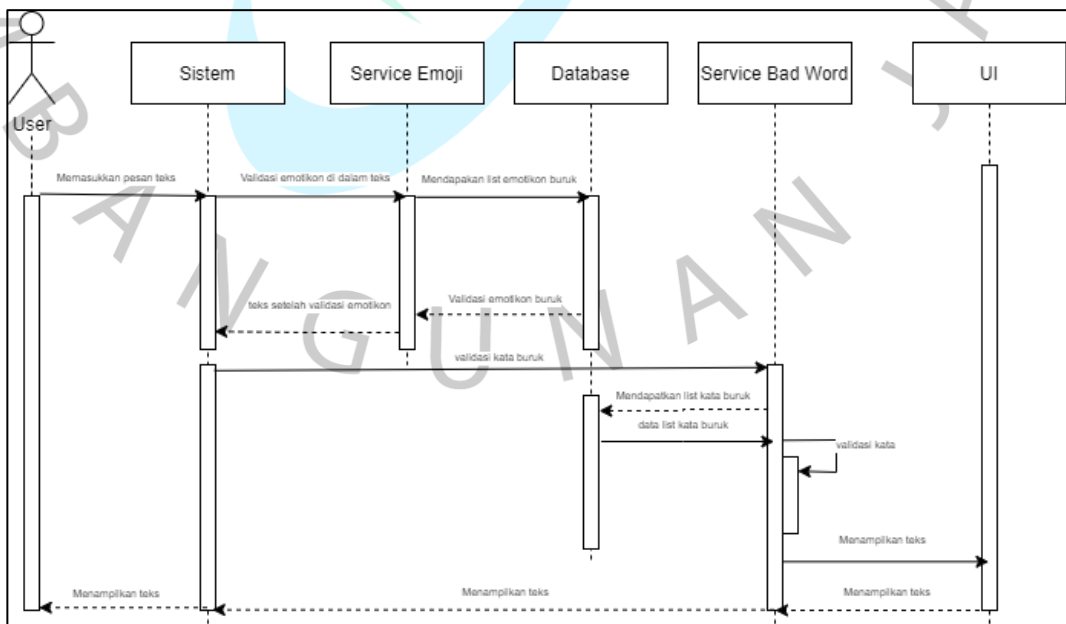 Sistem
Service Emoji
Database
Service Bad Word
UI
User
Memasukkan pesan teks
Validasi emotikon di dalam teks
Mendapakan list emotikon buruk
teks setelah validasi emotikon
Validasi emotikon buruk
validasi kata buruk
Mendapatkan list kata buruk
data list kata buruk
validasi kata
Menampilkan teks
Menampilkan teks
Menampilkan teks
Menampilkan teks
MBANGUNAN JA